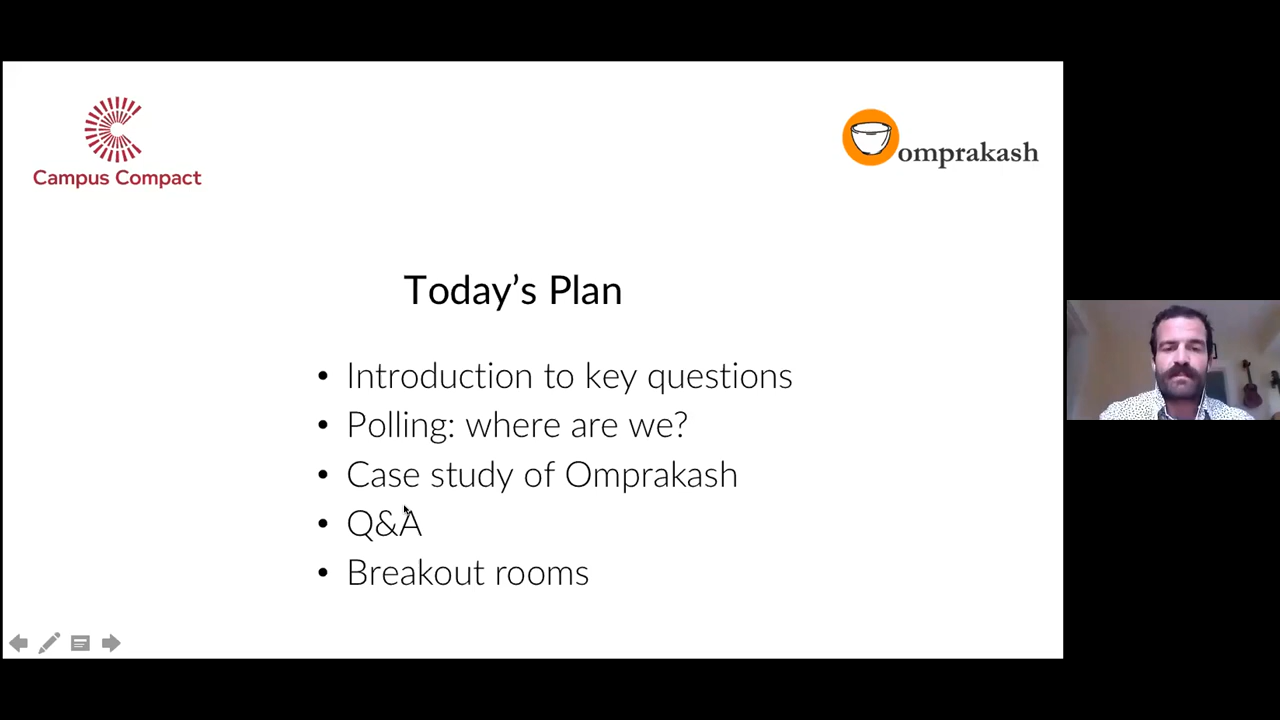 Campus Compact
omprakash
Today's Plan
• Introduction to key questions
• Polling: where are we?
• Case study of Omprakash
• Q&A
• Breakout rooms